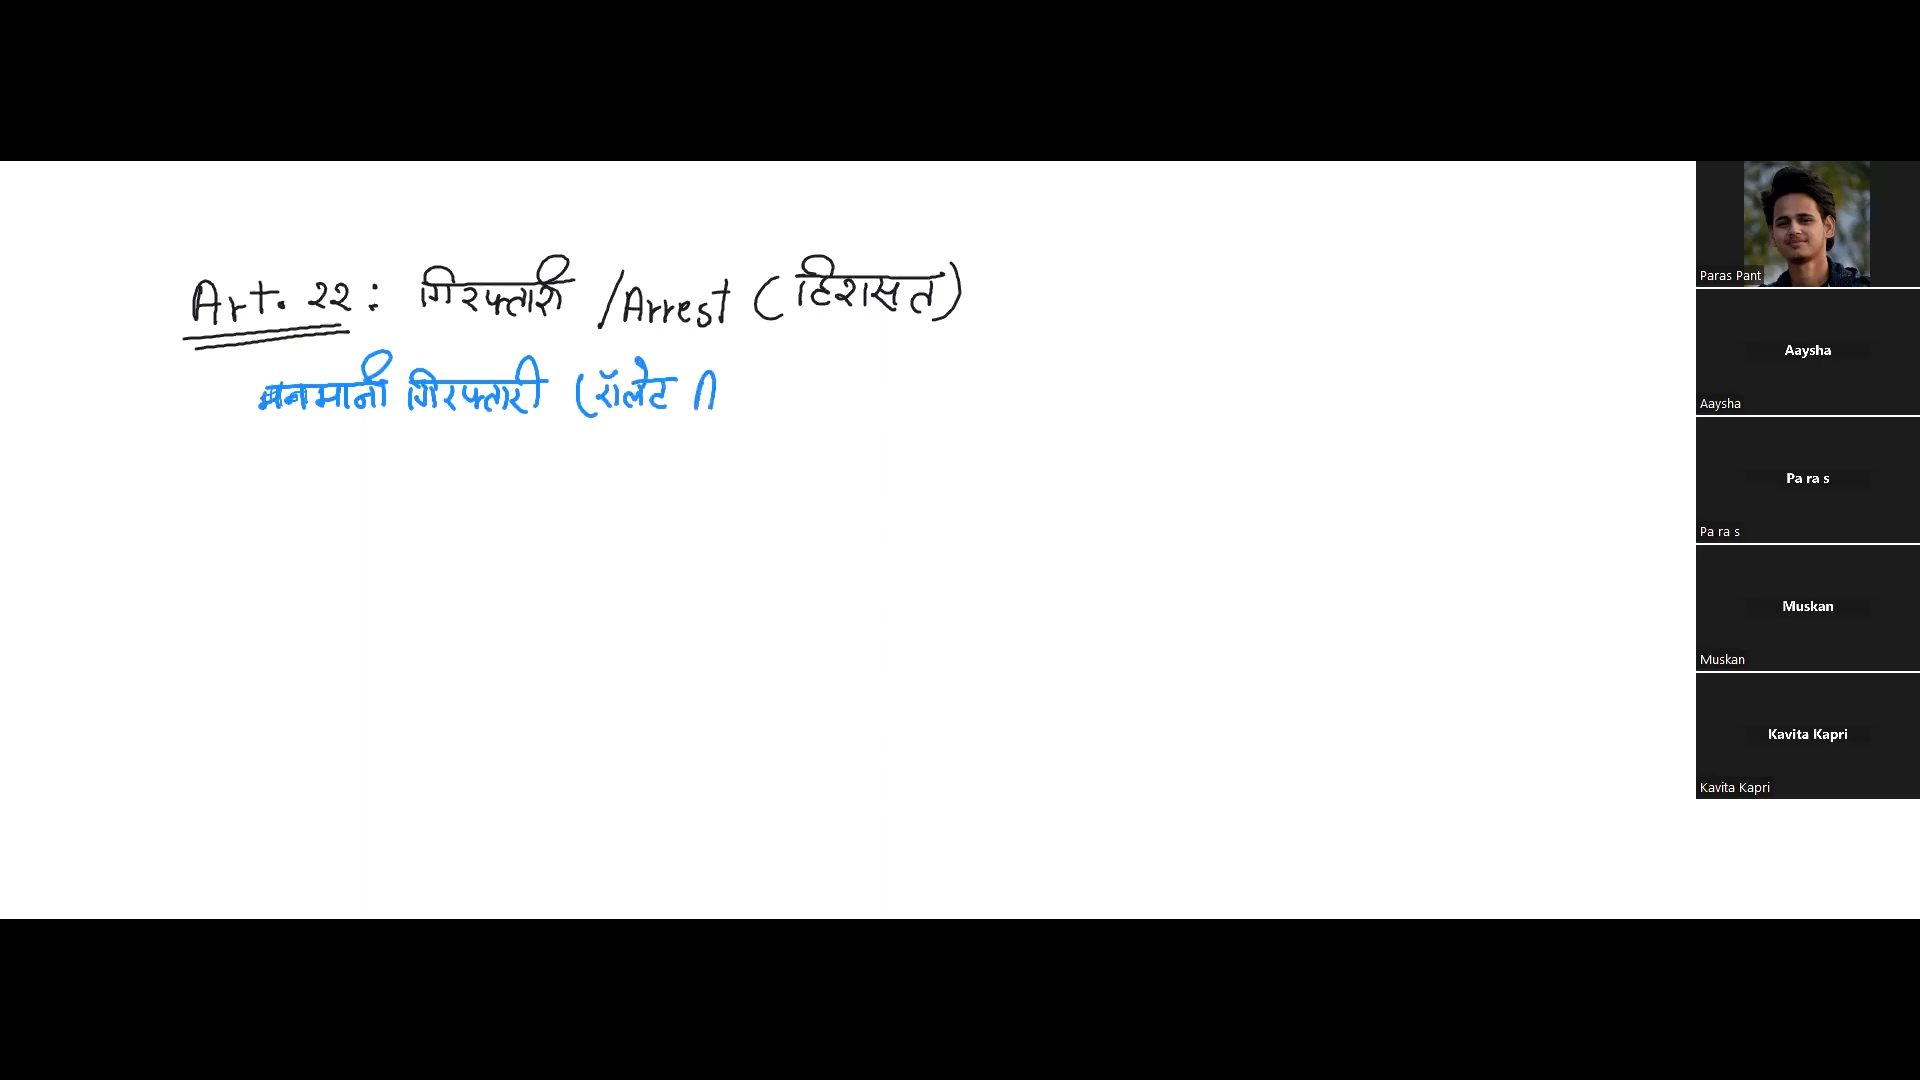 Art. 22 : गिरफ्तारी / Arrest (हिरासत)
मनमानी गिरफ्तारी (रॉलेट
Paras Pant
Aaysha
Aaysha
Pa ra s
Pa ra s
Muskan
Muskan
Kavita Kapri
Kavita Kapri